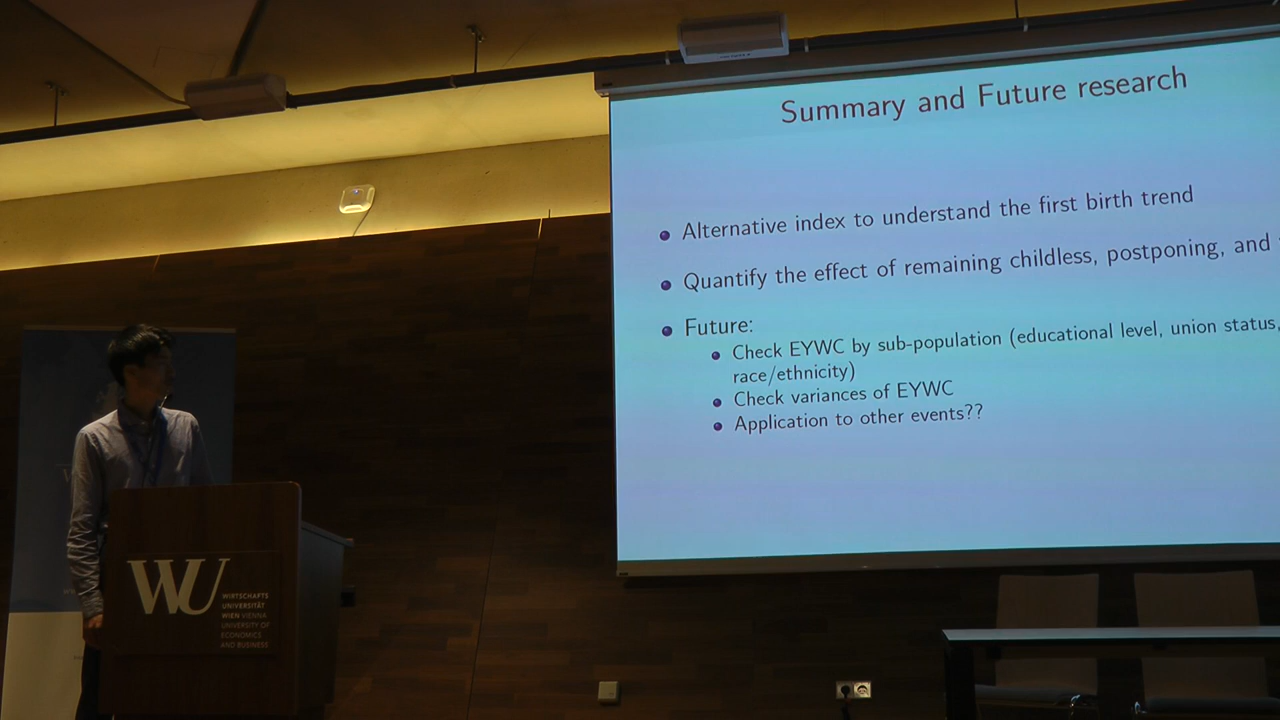 Summary and Future research
Alternative index to understand the first birth trend
Quantify the effect of remaining childless, postponing, and
Future:
Check EYWC by sub-population (educational level, union status,
race/ethnicity)
Check variances of EYWC
Application to other events??
WU
WIRTSCHAFTS
UNIVERSITÄT
WIEN VIENNA
UNIVERSITY OF
ECONOMICS
AND BUSINESS